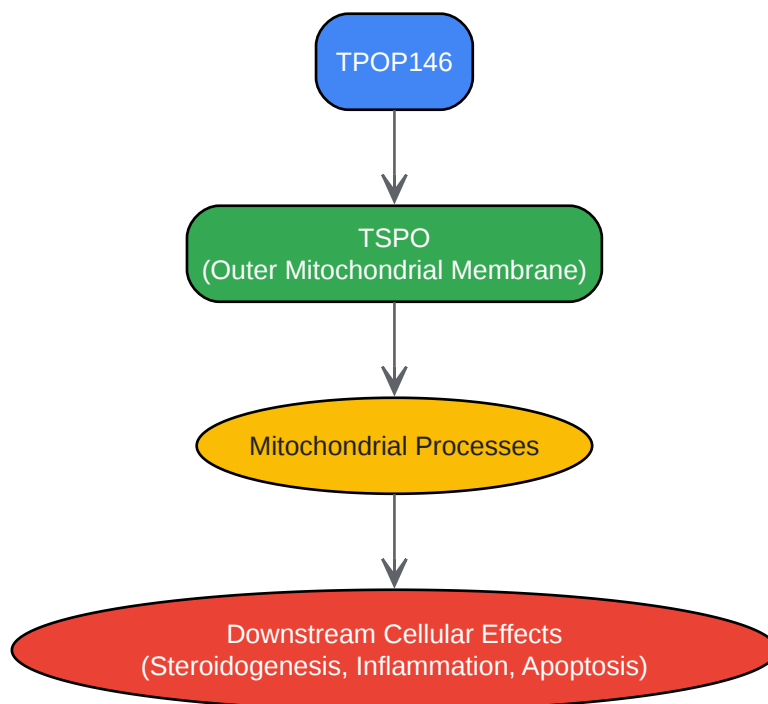 TPOP146
TSPO
(Outer Mitochondrial Membrane)
Mitochondrial Processes
Downstream Cellular Effects
(Steroidogenesis, Inflammation, Apoptosis)